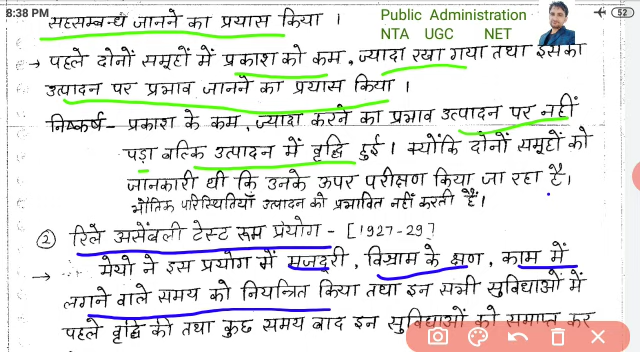 8:38 PM
52
Public Administration
NTA UGC NET
सहसम्बन्ध जानने का प्रयास किया ।
→ पहले दोनों समूहों में प्रकाश को कम, ज्यादा रखा गया तथा इसका
उत्पादन पर प्रभाव जानने का प्रयास किया ।
निष्कर्ष - प्रकाश के कम, ज्यादा करने का प्रभाव उत्पादन पर नहीं
पड़ा बल्कि उत्पादन में वृद्धि हुई । क्योंकि दोनों समूहों को
जानकारी थी कि उनके ऊपर परीक्षण किया जा रहा है।
भौतिक परिस्थितियाँ उत्पादन को प्रभावित नहीं करती हैं।
② रिले असेंबली टेस्ट रूम प्रयोग - [1927-29]
→ मेयो ने इस प्रयोग में मजदूरी, विश्राम के क्षण, काम में
लगने वाले समय को नियन्त्रित किया तथा इन सभी सुविधाओं में
पहले वृद्धि की तथा कुछ समय बाद इन सुविधाओं को समाप्त कर